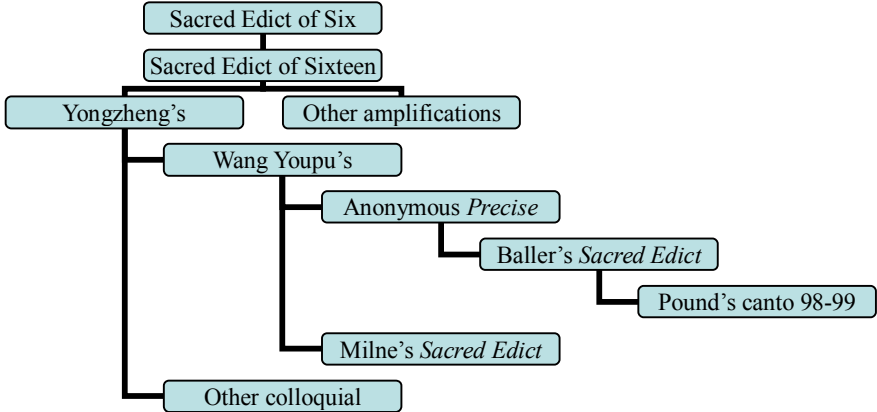 Sacred Edict of Six
Sacred Edict of Sixteen
Yongzheng’s
Other amplifications
Wang Youpu’s
Anonymous Precise
Baller’s Sacred Edict
Pound’s canto 98-99
Milne’s Sacred Edict
Other colloquial